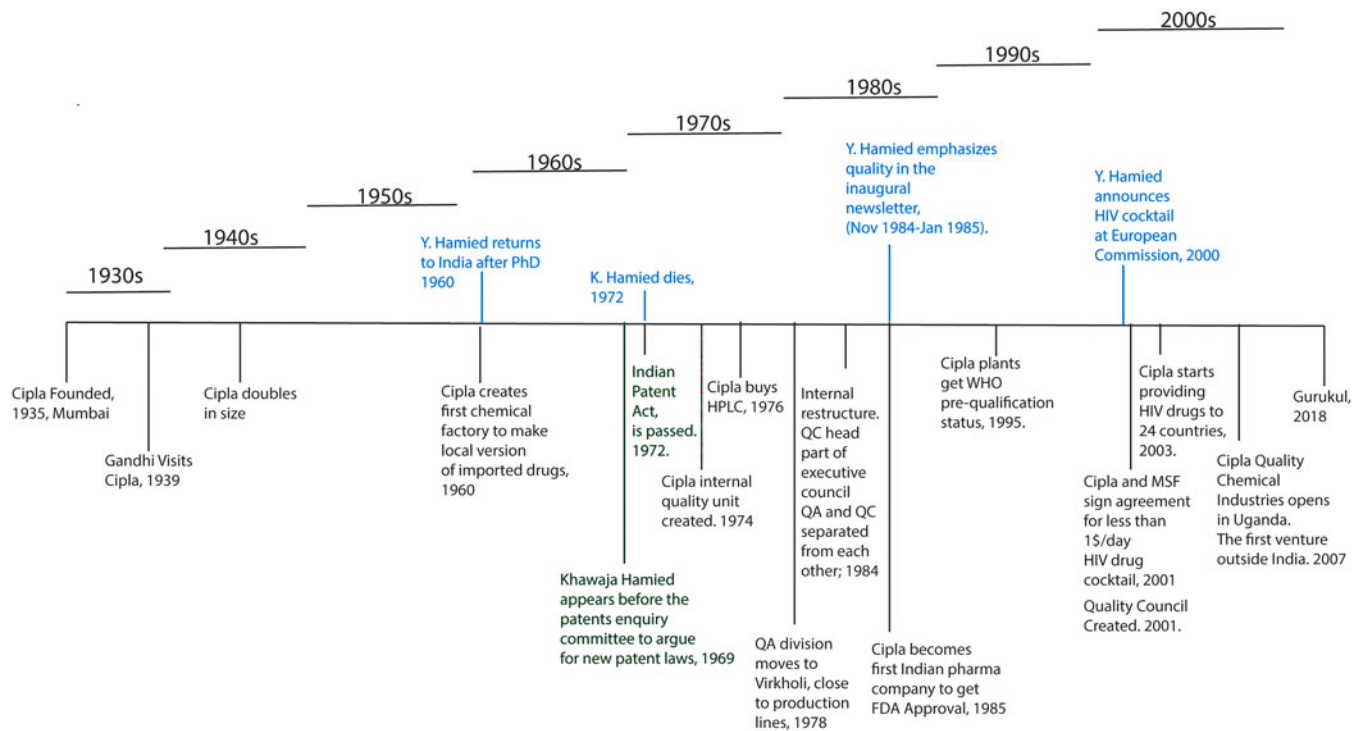 2000s
1990s
1980s
1970s
1960s
1950s
1940s
1930s
Y. Hamied returns
to India after PhD
1960
K. Hamied dies,
1972
Y. Hamied emphasizes
quality in the
inaugural
newsletter,
(Nov 1984-Jan 1985).
Y. Hamied
announces
HIV cocktail
at European
Commission, 2000
Cipla Founded,
1935, Mumbai
Gandhi Visits
Cipla, 1939
Cipla doubles
in size
Cipla creates
first chemical
factory to make
local version
of imported drugs,
1960
Khawaja Hamied
appears before the
patents enquiry
committee to argue
for new patent laws, 1969
Indian
Patent
Act,
is passed.
1972.
Cipla internal
quality unit
created. 1974
Cipla buys
HPLC, 1976
QA division
moves to
Virkholi, close
to production
lines, 1978
Internal
restructure.
QC head
part of
executive
council
QA and QC
separated
from each
other; 1984
Cipla becomes
first Indian pharma
company to get
FDA Approval, 1985
Cipla plants
get WHO
pre-qualification
status, 1995.
Cipla and MSF
sign agreement
for less than
1$/day
HIV drug
cocktail, 2001
Quality Council
Created. 2001.
Cipla starts
providing
HIV drugs to
24 countries,
2003.
Cipla Quality
Chemical
Industries opens
in Uganda.
The first venture
outside India. 2007
Gurukul,
2018